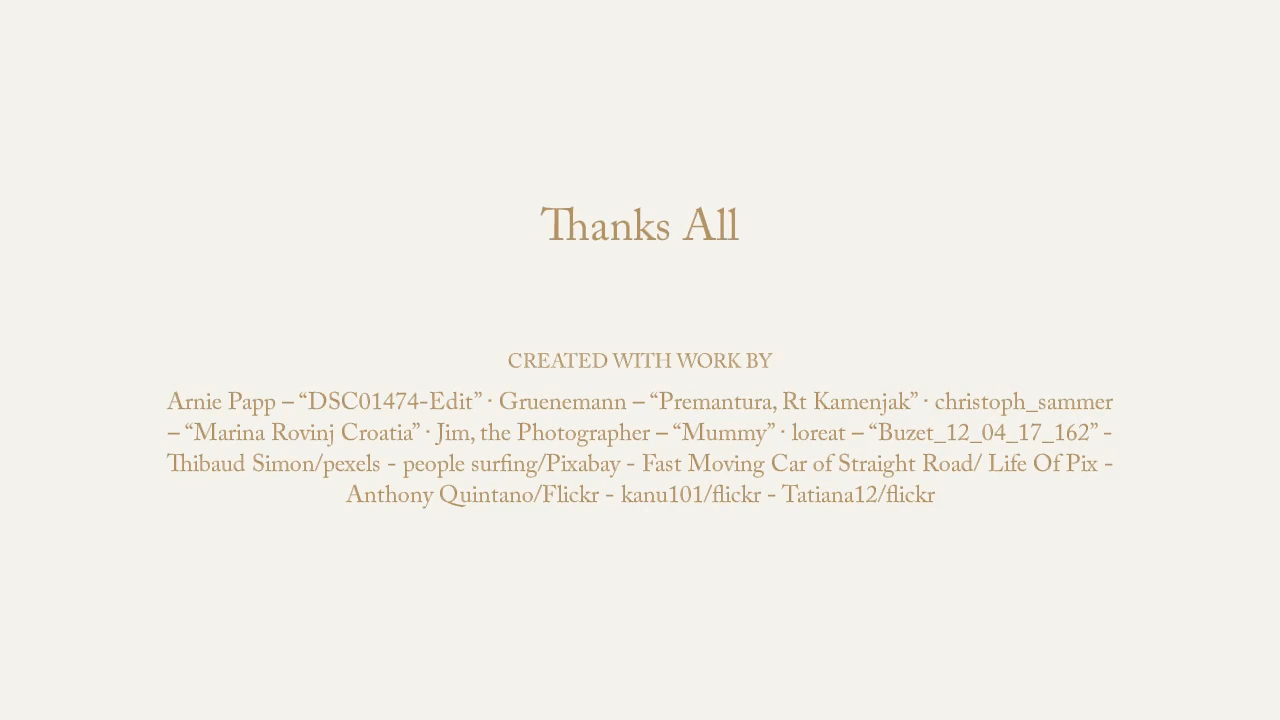 Thanks All
CREATED WITH WORK BY
Arnie Papp – “DSC01474-Edit” · Gruenemann – “Premantura, Rt Kamenjak” · christoph_sammer
– “Marina Rovinj Croatia” · Jim, the Photographer – “Mummy” · loreat – “Buzet_12_04_17_162” -
Thibaud Simon/pexels - people surfing/Pixabay - Fast Moving Car of Straight Road/ Life Of Pix -
Anthony Quintano/Flickr - kanu101/flickr - Tatiana12/flickr